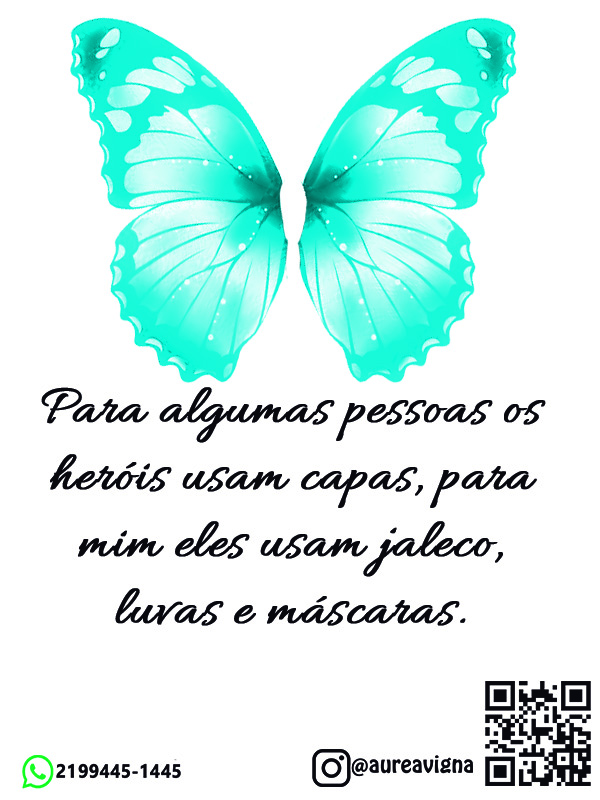 Para algumas pessoas os
heróis usam capas, para
mim eles usam jaleco,
luvas e máscaras.
2199445-1445
@aureavigna